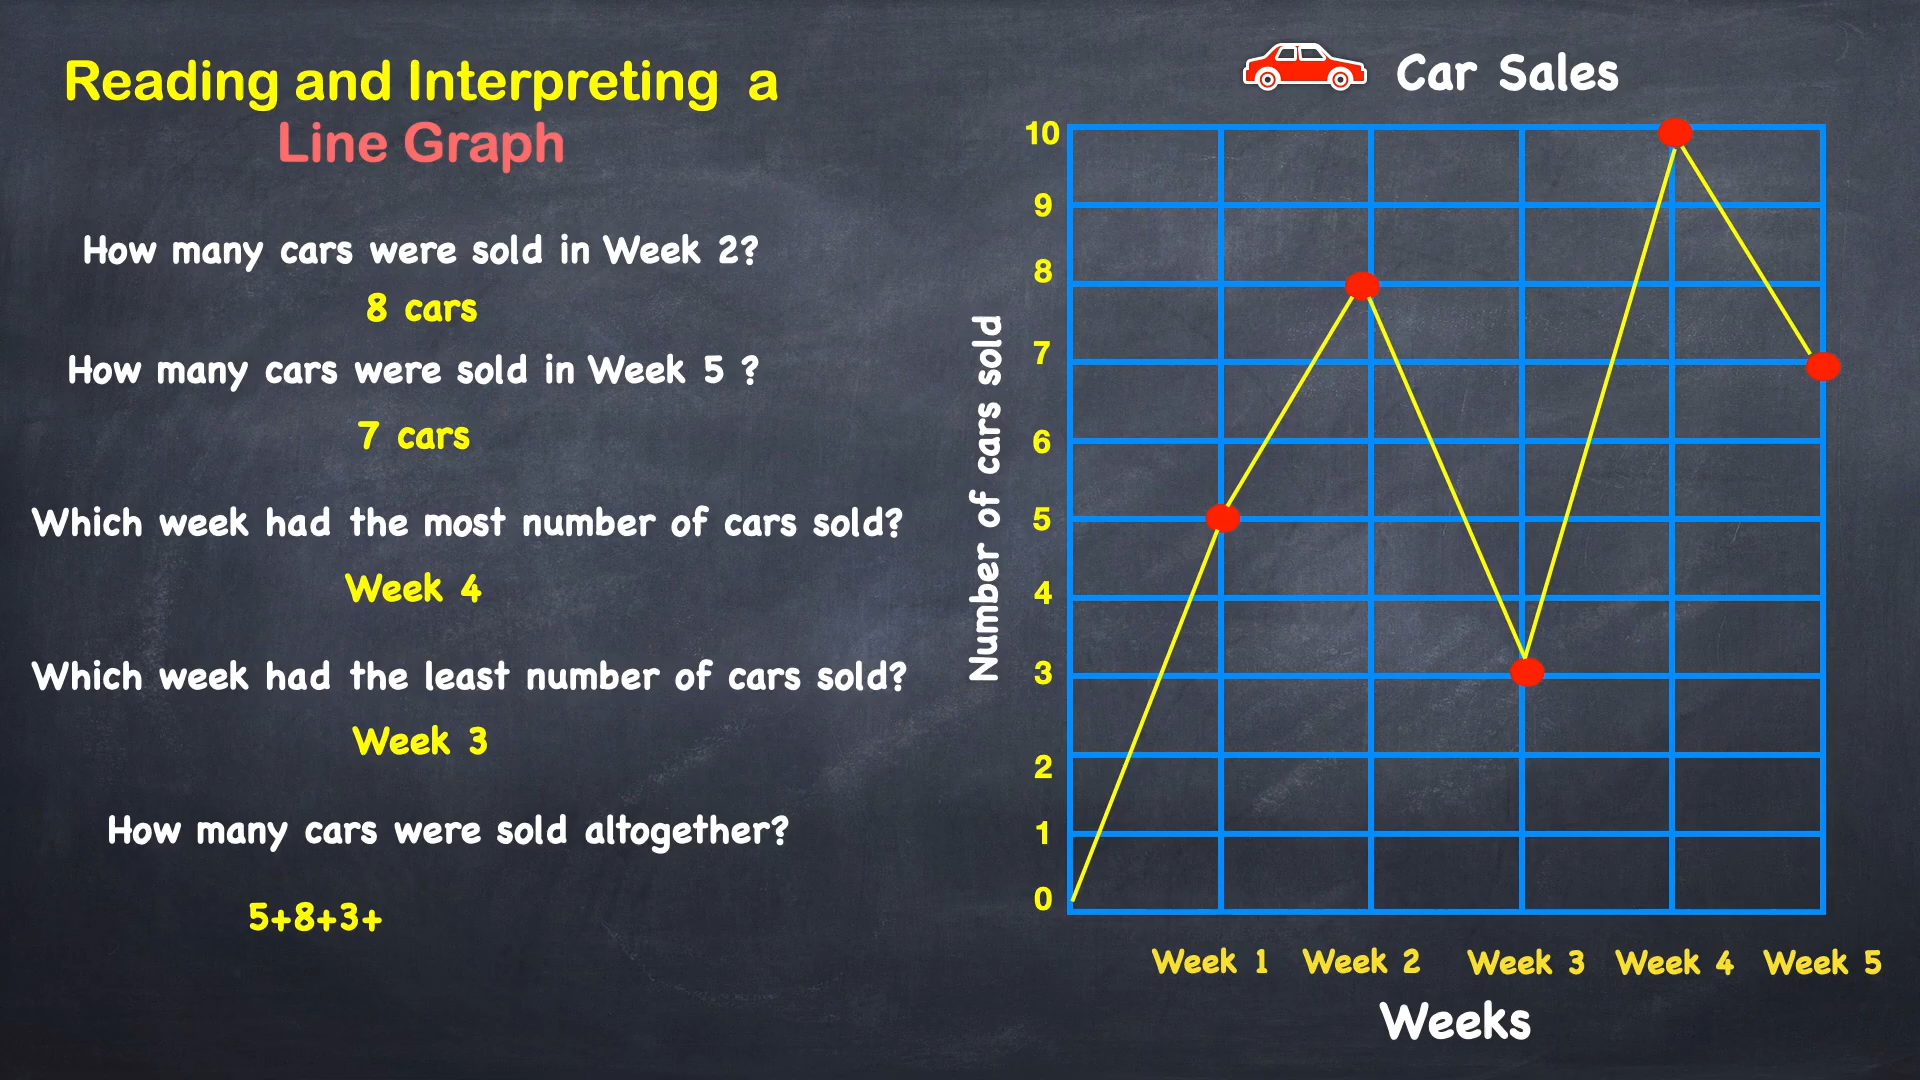 Reading and Interpreting a
Line Graph
How many cars were sold in Week 2?
8 cars
How many cars were sold in Week 5 ?
7 cars
Which week had the most number of cars sold?
Week 4
Which week had the least number of cars sold?
Week 3
How many cars were sold altogether?
5+8+3+
Car Sales
Number of cars sold
10
9
8
7
6
5
4
3
2
1
0
Week 1 Week 2 Week 3 Week 4 Week 5
Weeks